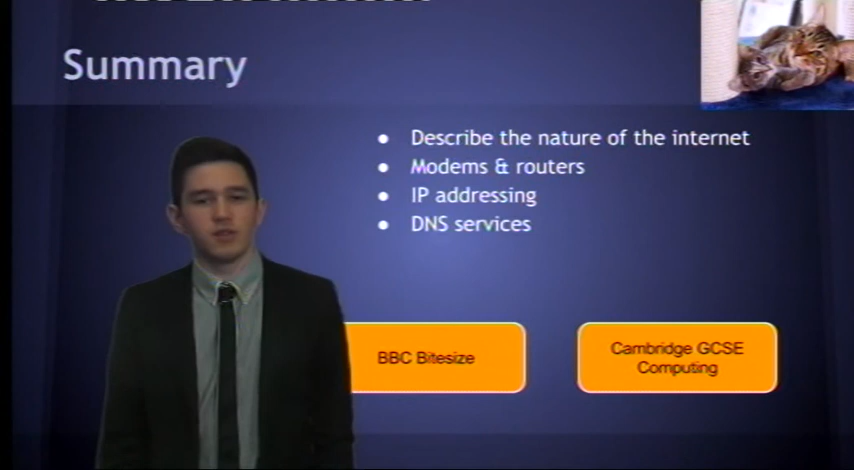 Summary
Describe the nature of the internet
Modems & routers
IP addressing
DNS services
BBC Bitesize
Cambridge GCSE
Computing